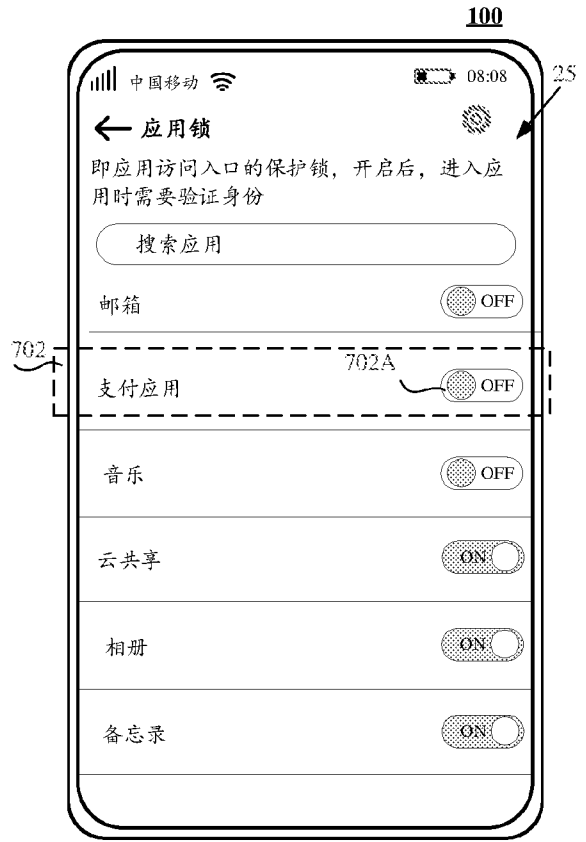 100
中国移动 08:08
25
应用锁
即应用访问入口的保护锁，开启后，进入应
用时需要验证身份
搜索应用
邮箱 OFF
702
702A
支付应用 OFF
音乐 OFF
云共享 ON
相册 ON
备忘录 ON